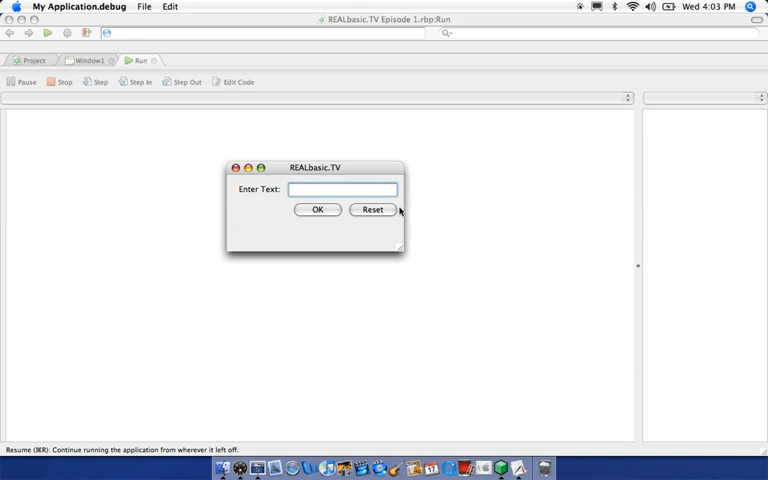 My Application.debug File Edit Wed 4:03 PM
REALbasic.TV Episode 1.rbp:Run
Project Window1 Run
Pause Stop Step Step In Step Out Edit Code
REALbasic.TV
Enter Text:
OK Reset
Resume (⌘R): Continue running the application from wherever it left off.